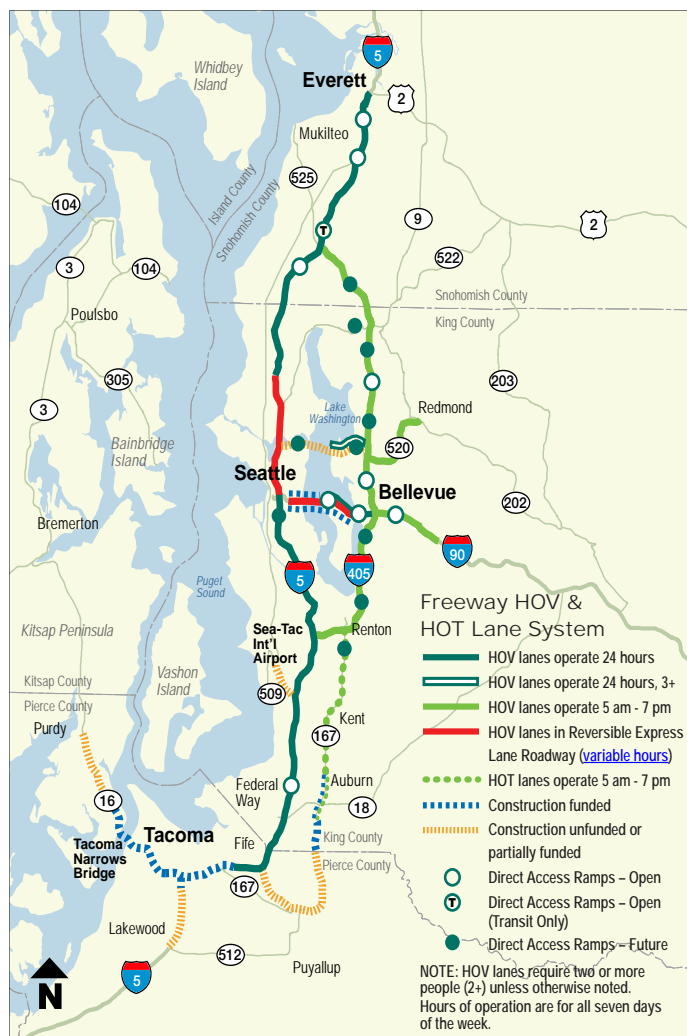 5
Whidbey
Island
Everett
2
Mukilteo
525
Island County
Snohomish County
104
9
2
3
104
522
Snohomish County
King County
Poulsbo
305
203
3
Lake
Washington
Redmond
Bainbridge
Island
520
Seattle
Bellevue
202
Bremerton
90
5
405
Puget
Sound
Freeway HOV &
HOT Lane System
Sea-Tac
Int'l
Airport
Renton
Kitsap Peninsula
Vashon
Island
Kitsap County
Pierce County
509
Purdy
Kent
167
16
Federal
Way
Auburn
18
Tacoma
Tacoma
Narrows
Bridge
Fife
King County
Pierce County
167
Lakewood
512
Puyallup
5
N
HOV lanes operate 24 hours
HOV lanes operate 24 hours, 3+
HOV lanes operate 5 am - 7 pm
HOV lanes in Reversible Express
Lane Roadway (variable hours)
HOT lanes operate 5 am - 7 pm
Construction funded
Construction unfunded or
partially funded
Direct Access Ramps – Open
T
Direct Access Ramps – Open
(Transit Only)
T
Direct Access Ramps – Future
NOTE: HOV lanes require two or more
people (2+) unless otherwise noted.
Hours of operation are for all seven days
of the week.